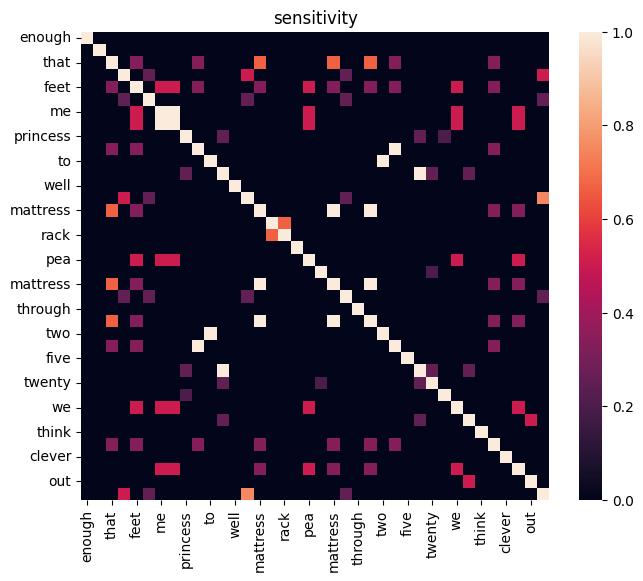 sensitivity
enough
that
feet
me
princess
to
well
mattress
rack
pea
mattress
through
two
five
twenty
we
think
clever
out
enough
that
feet
me
princess
to
well
mattress
rack
pea
mattress
through
two
five
twenty
we
think
clever
out
1.0
0.8
0.6
0.4
0.2
0.0